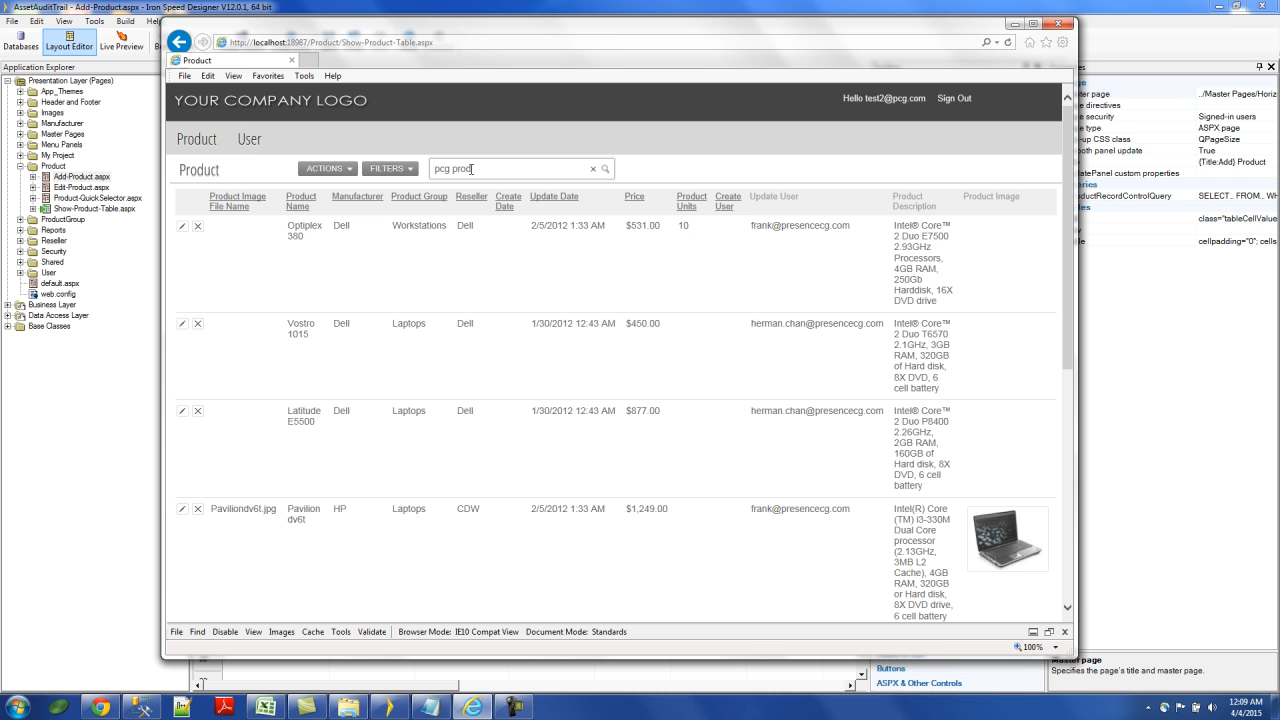 AssetAuditTrail - Add-Product.aspx - Iron Speed Designer V12.0.1, 64 bit
File Edit View Tools Build
Databases Layout Editor Live Preview
Application Explorer
Presentation Layer (Pages)
App_Themes
Header and Footer
Images
Manufacturer
Master Pages
Menu Panels
My Project
Product
Add-Product.aspx
Edit-Product.aspx
Product-QuickSelector.aspx
Show-Product-Table.aspx
ProductGroup
Reports
Reseller
Security
Shared
User
default.aspx
web.config
Business Layer
Data Access Layer
Base Classes
http://localhost:18987/Product/Show-Product-Table.aspx
Product
File Edit View Favorites Tools Help
YOUR COMPANY LOGO
Hello test2@pcg.com Sign Out
Product User
Product ACTIONS FILTERS pcg prod
Product Image File Name Product Name Manufacturer Product Group Reseller Create Date Update Date Price Product Units Create User Update User Product Description Product Image
Optiplex 380 Dell Workstations Dell 2/5/2012 1:33 AM $531.00 10 frank@presencecg.com
Intel® Core™
2 Duo E7500
2.93GHz
Processors,
4GB RAM,
250Gb
Harddisk, 16X
DVD drive
Vostro 1015 Dell Laptops Dell 1/30/2012 12:43 AM $450.00 herman.chan@presencecg.com
Intel® Core™
2 Duo T6570
2.1GHz, 3GB
RAM, 320GB
of Hard disk,
8X DVD, 6
cell battery
Latitude E5500 Dell Laptops Dell 1/30/2012 12:43 AM $877.00 herman.chan@presencecg.com
Intel® Core™
2 Duo P8400
2.26GHz,
2GB RAM,
160GB of
Hard disk, 8X
DVD, 6 cell
battery
Paviliondv6t.jpg Pavilion dv6t HP Laptops CDW 2/5/2012 1:33 AM $1,249.00 frank@presencecg.com
Intel(R) Core
(TM) i3-330M
Dual Core
processor
(2.13GHz,
3MB L2
Cache), 4GB
RAM, 320GB
or Hard disk,
8X DVD drive,
6 cell battery
File Find Disable View Images Cache Tools Validate Browser Mode: IE10 Compat View Document Mode: Standards
100%
../Master Pages/Horiz
Signed-in users
ASPX page
QPageSize
True
{Title:Add} Product
SELECT... FROM... WH
class="tableCellValue
cellpadding="0"; cells
Buttons
ASPX & Other Controls
Master page
Specifies the page's title and master page.
12:09 AM
4/4/2015